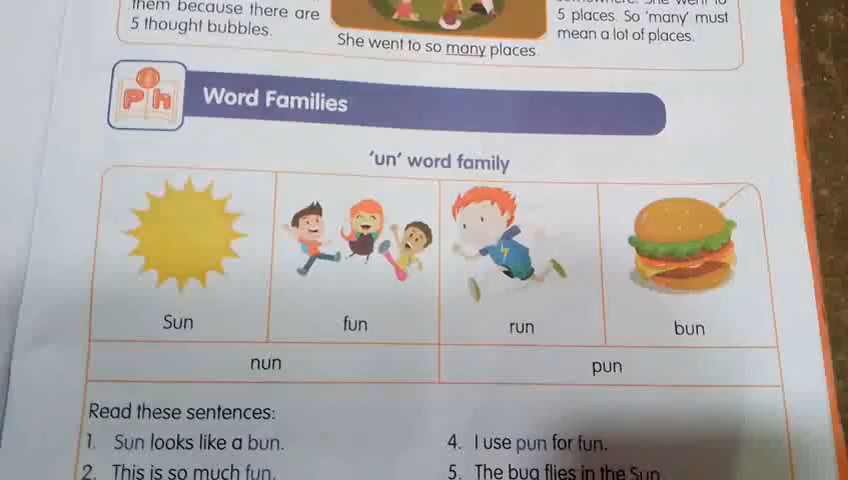 them because there are
5 thought bubbles.
She went to so many places.
5 places. So 'many' must
mean a lot of places.
Ph
Word Families
'un' word family
Sun
fun
run
bun
nun
pun
Read these sentences:
1. Sun looks like a bun.
2. This is so much fun.
4. I use pun for fun.
5. The bug flies in the Sun